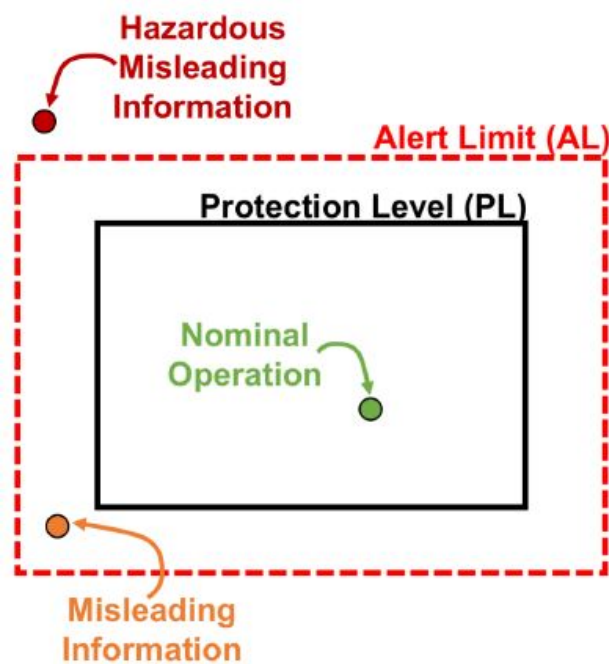 Hazardous
Misleading
Information
Alert Limit (AL)
Protection Level (PL)
Nominal
Operation
Misleading
Information